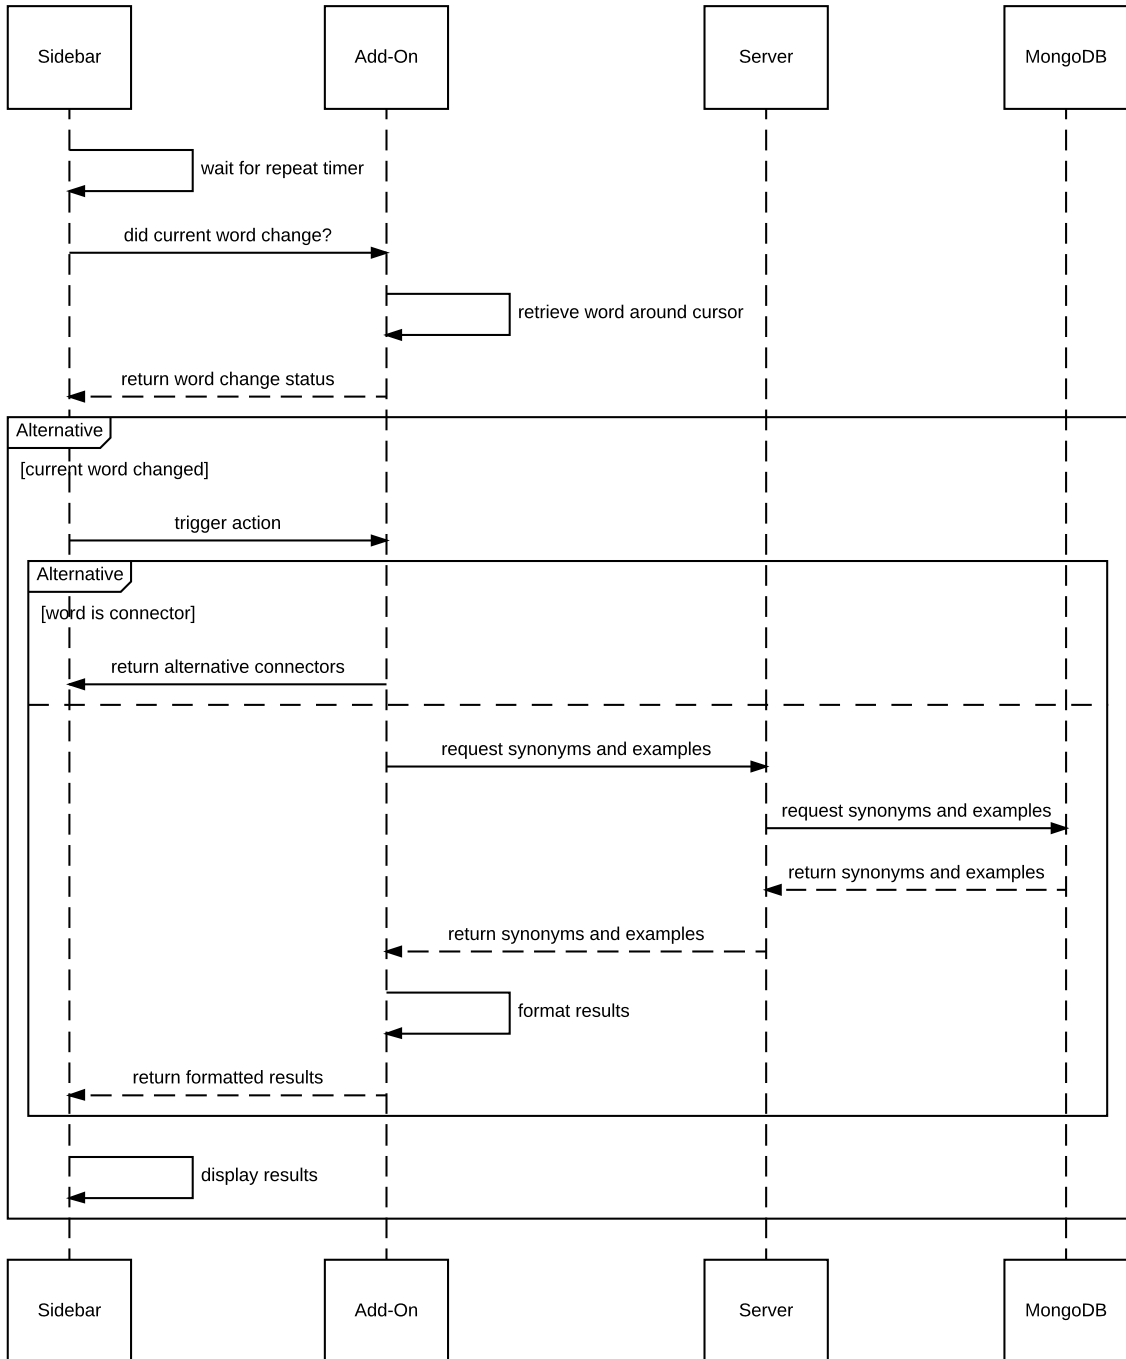 Sidebar
Add-On
Server
MongoDB
wait for repeat timer
did current word change?
retrieve word around cursor
return word change status
Alternative
[current word changed]
trigger action
Alternative
[word is connector]
return alternative connectors
request synonyms and examples
request synonyms and examples
return synonyms and examples
return synonyms and examples
format results
return formatted results
display results
Sidebar
Add-On
Server
MongoDB